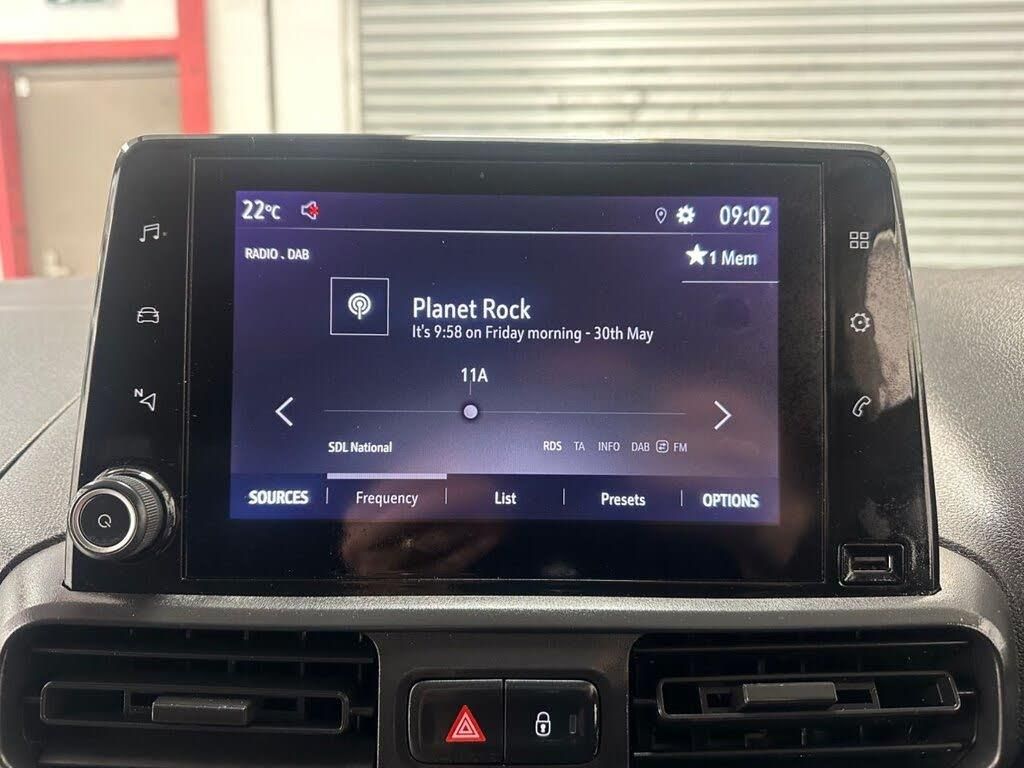 22°C
09:02
RADIO . DAB
1 Mem
Planet Rock
It's 9:58 on Friday morning - 30th May
11A
N
SDL National
RDS TA INFO DAB FM
SOURCES Frequency List Presets OPTIONS